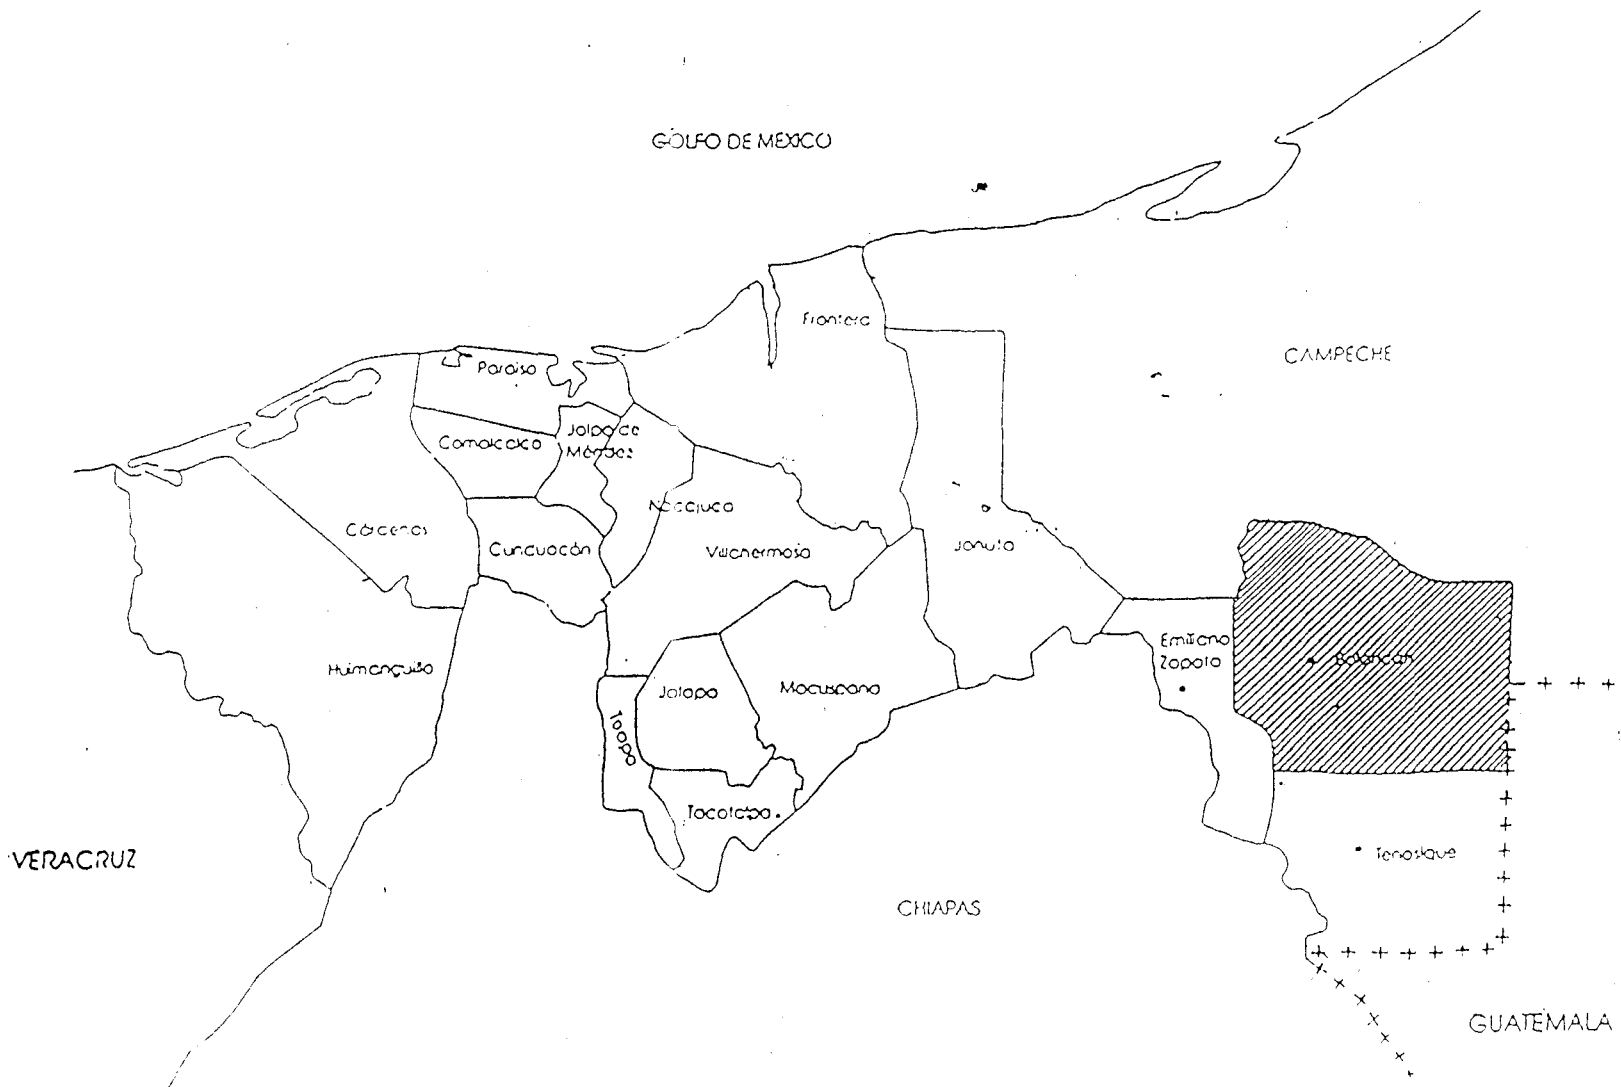 GOLFO DE MEXICO
Frontera
CAMPECHE
Paraiso
Comalcalco
Jalpa de
Méndez
Nacajuca
Cárdenas
Cunduacán
Villahermosa
Jonuta
Emiliano
Zapata
Balancán
Huimanguillo
Jalapa
Macuspana
Teapa
Tacotalpa
VERACRUZ
Tenosique
CHIAPAS
GUATEMALA